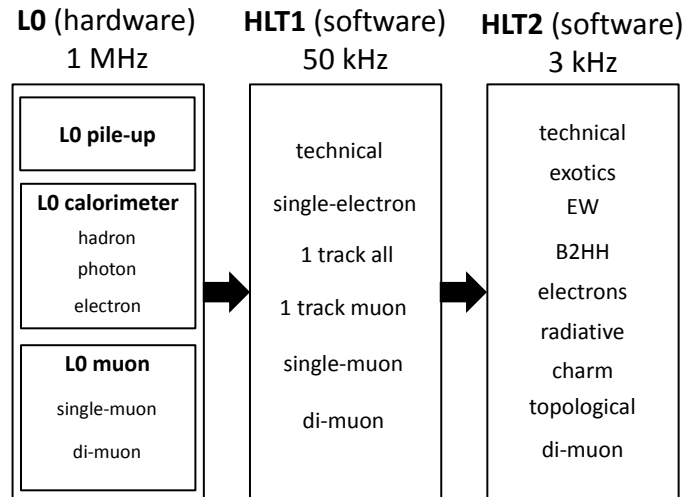 L0 (hardware)
1 MHz
L0 pile-up
L0 calorimeter
hadron
photon
electron
L0 muon
single-muon
di-muon
HLT1 (software)
50 kHz
technical
single-electron
1 track all
1 track muon
single-muon
di-muon
HLT2 (software)
3 kHz
technical
exotics
EW
B2HH
electrons
radiative
charm
topological
di-muon